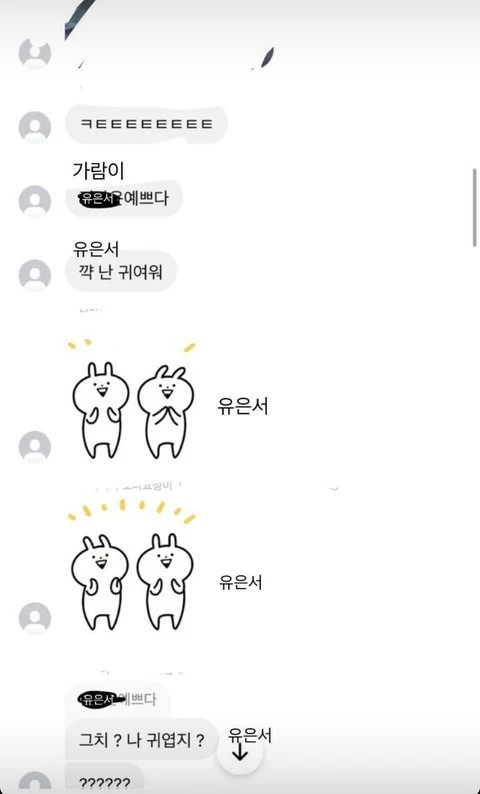 ㅋㅌㅌㅌㅌㅌㅌㅌㅌ
가람이
유은서 예쁘다
유은서
꺅 난 귀여워
유은서
유은서
유은서 예쁘다
그치 ? 나 귀엽지 ?
유은서
??????